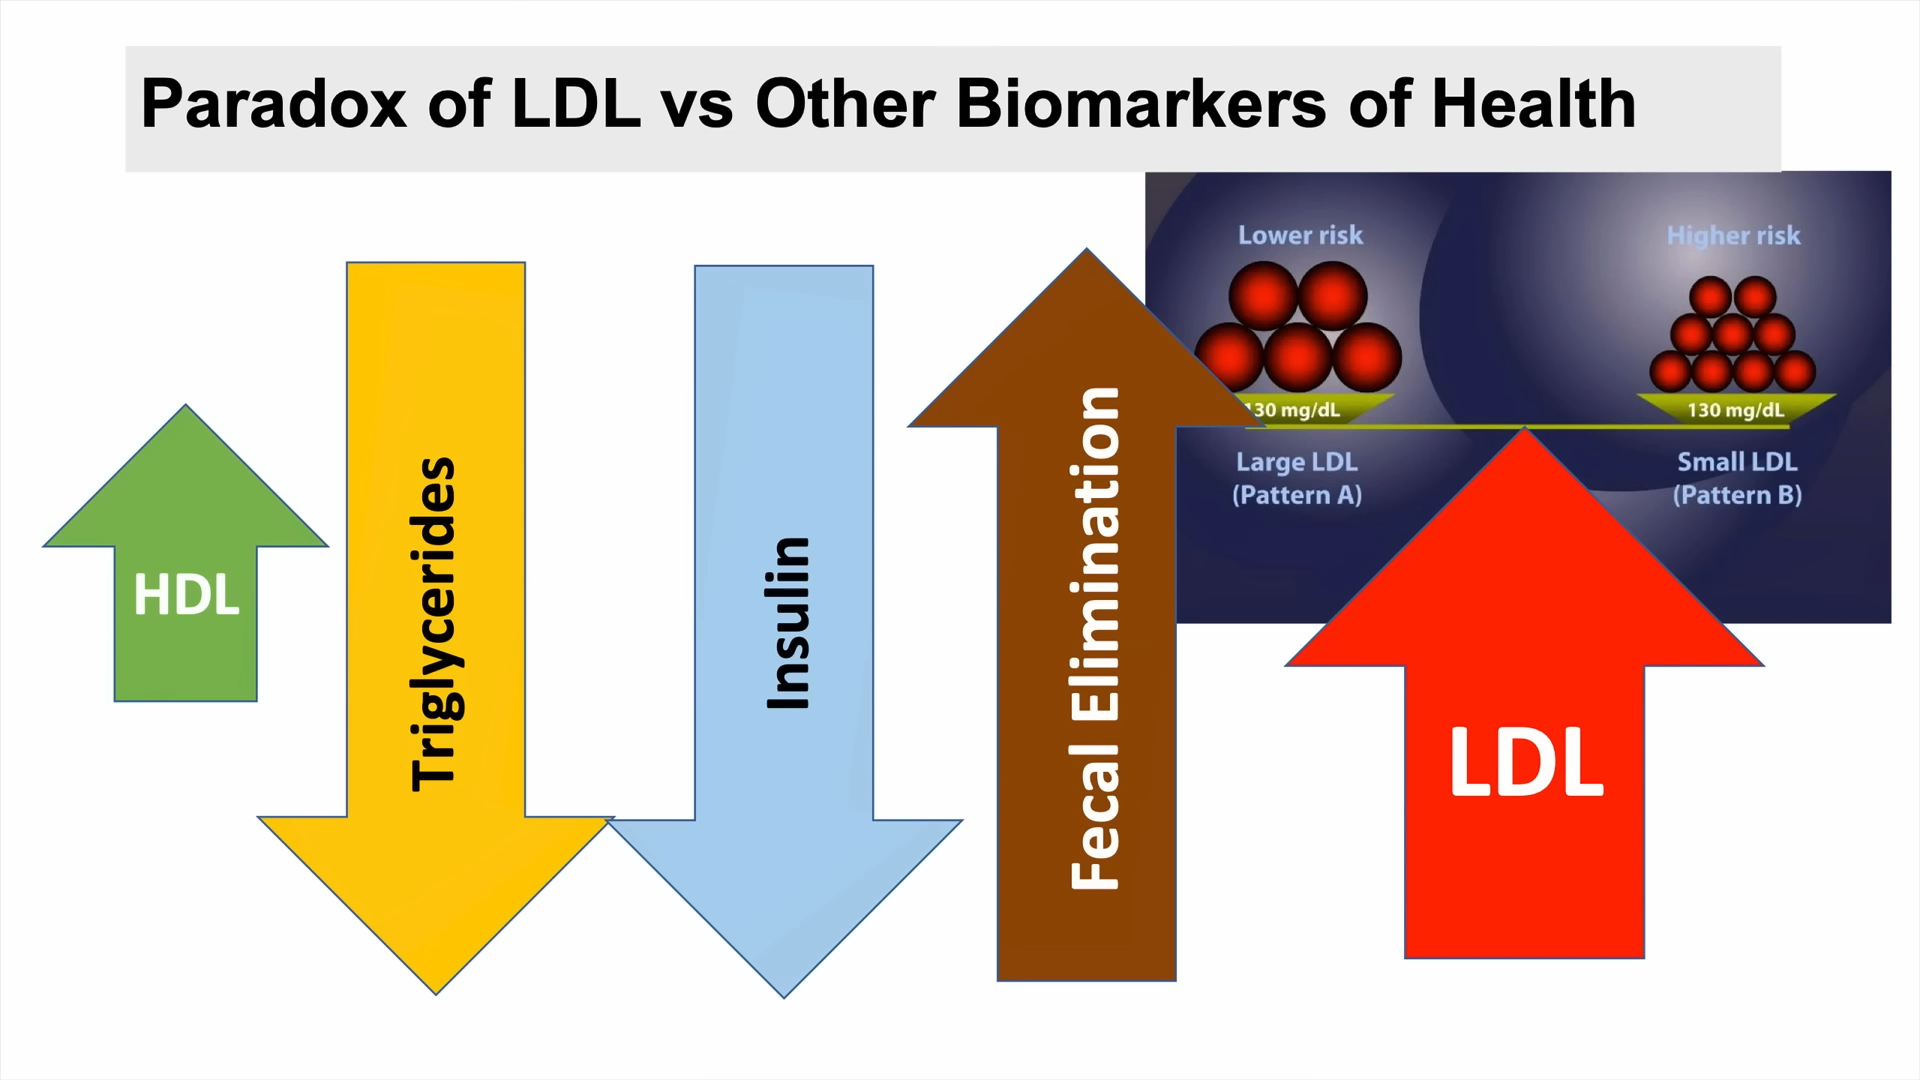 Paradox of LDL vs Other Biomarkers of Health
HDL
Triglycerides
Insulin
Fecal Elimination
Lower risk
Higher risk
130 mg/dL
130 mg/dL
Large LDL
(Pattern A)
Small LDL
(Pattern B)
LDL